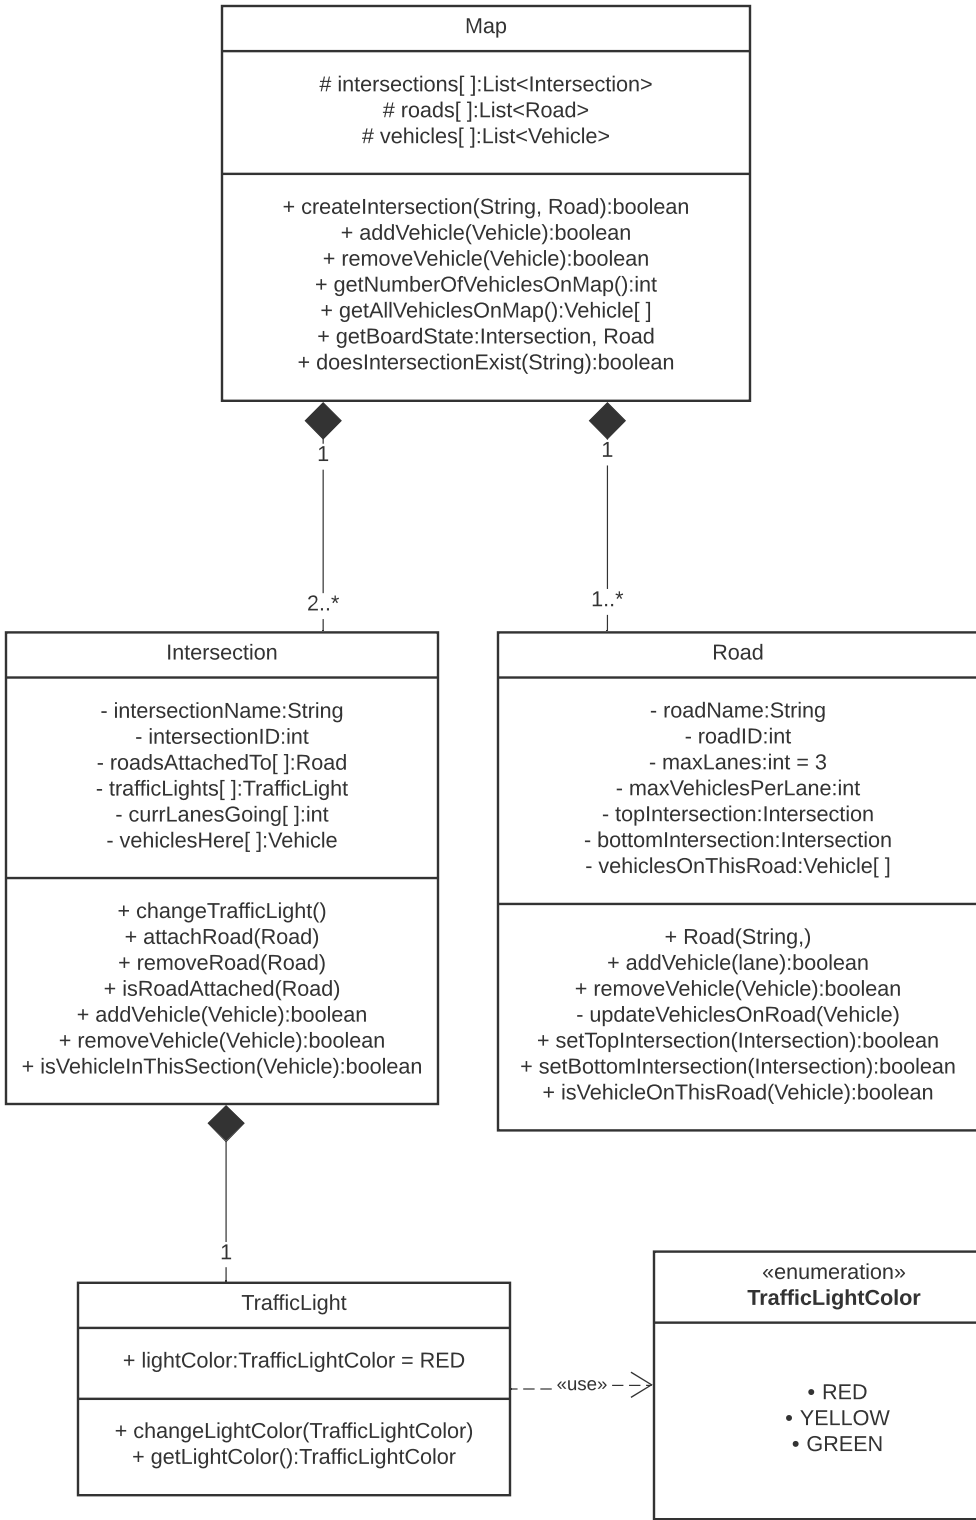 Map
# intersections[ ]:List<Intersection>
# roads[ ]:List<Road>
# vehicles[ ]:List<Vehicle>
+ createIntersection(String, Road):boolean
+ addVehicle(Vehicle):boolean
+ removeVehicle(Vehicle):boolean
+ getNumberOfVehiclesOnMap():int
+ getAllVehiclesOnMap():Vehicle[ ]
+ getBoardState:Intersection, Road
+ doesIntersectionExist(String):boolean
1
1
2..*
1..*
Intersection
- intersectionName:String
- intersectionID:int
- roadsAttachedTo[ ]:Road
- trafficLights[ ]:TrafficLight
- currLanesGoing[ ]:int
- vehiclesHere[ ]:Vehicle
+ changeTrafficLight()
+ attachRoad(Road)
+ removeRoad(Road)
+ isRoadAttached(Road)
+ addVehicle(Vehicle):boolean
+ removeVehicle(Vehicle):boolean
+ isVehicleInThisSection(Vehicle):boolean
Road
- roadName:String
- roadID:int
- maxLanes:int = 3
- maxVehiclesPerLane:int
- topIntersection:Intersection
- bottomIntersection:Intersection
- vehiclesOnThisRoad:Vehicle[ ]
+ Road(String,)
+ addVehicle(lane):boolean
+ removeVehicle(Vehicle):boolean
- updateVehiclesOnRoad(Vehicle)
+ setTopIntersection(Intersection):boolean
+ setBottomIntersection(Intersection):boolean
+ isVehicleOnThisRoad(Vehicle):boolean
1
TrafficLight
+ lightColor:TrafficLightColor = RED
+ changeLightColor(TrafficLightColor)
+ getLightColor():TrafficLightColor
«use»
«enumeration»
TrafficLightColor
• RED
• YELLOW
• GREEN